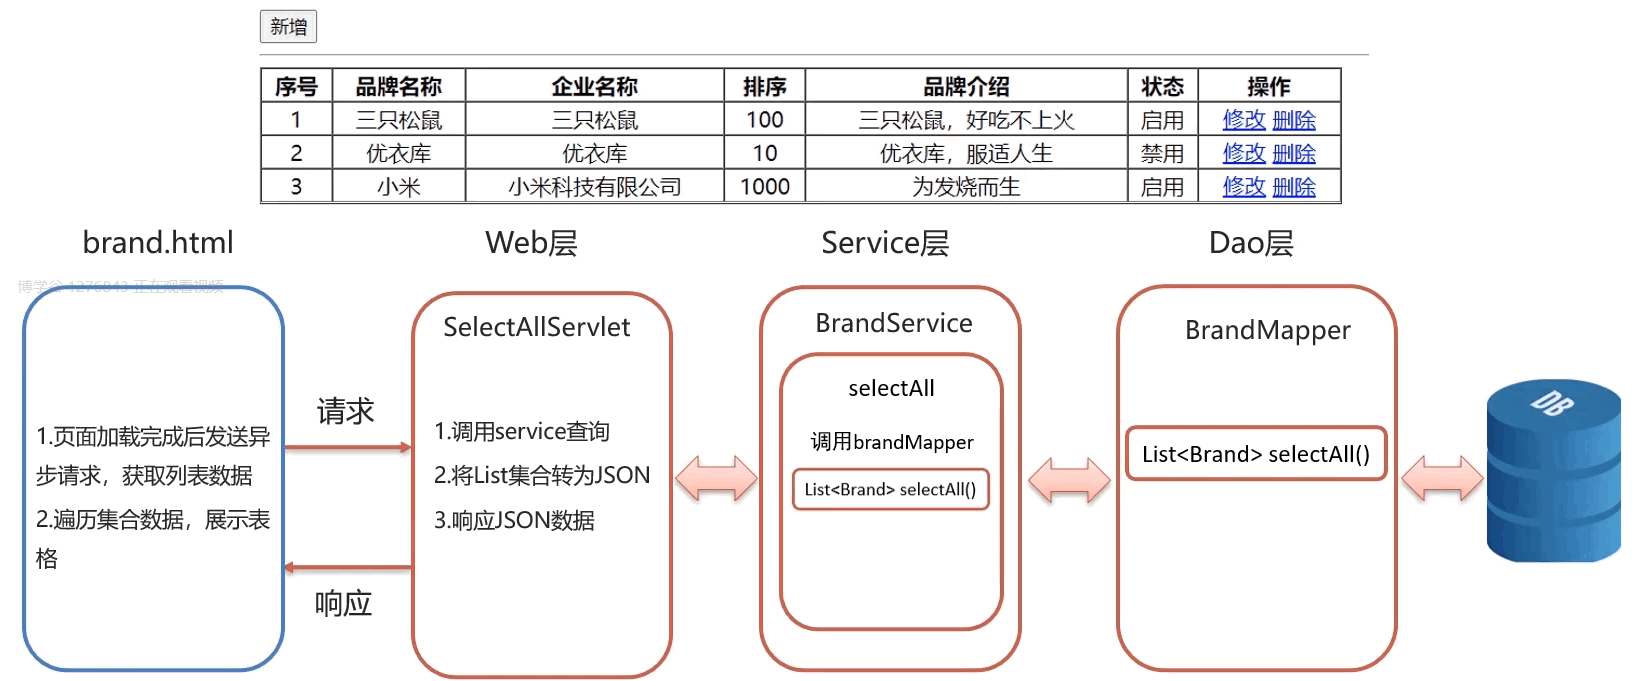 新增
序号 品牌名称 企业名称 排序 品牌介绍 状态 操作
1 三只松鼠 三只松鼠 100 三只松鼠，好吃不上火 启用 修改 删除
2 优衣库 优衣库 10 优衣库，服适人生 禁用 修改 删除
3 小米 小米科技有限公司 1000 为发烧而生 启用 修改 删除
brand.html
Web层
Service层
Dao层
博学谷 1276843 正在观看视频
1.页面加载完成后发送异
步请求，获取列表数据
2.遍历集合数据，展示表
格
请求
响应
SelectAllServlet
1.调用service查询
2.将List集合转为JSON
3.响应JSON数据
BrandService
selectAll
调用brandMapper
List<Brand> selectAll()
BrandMapper
List<Brand> selectAll()
DB